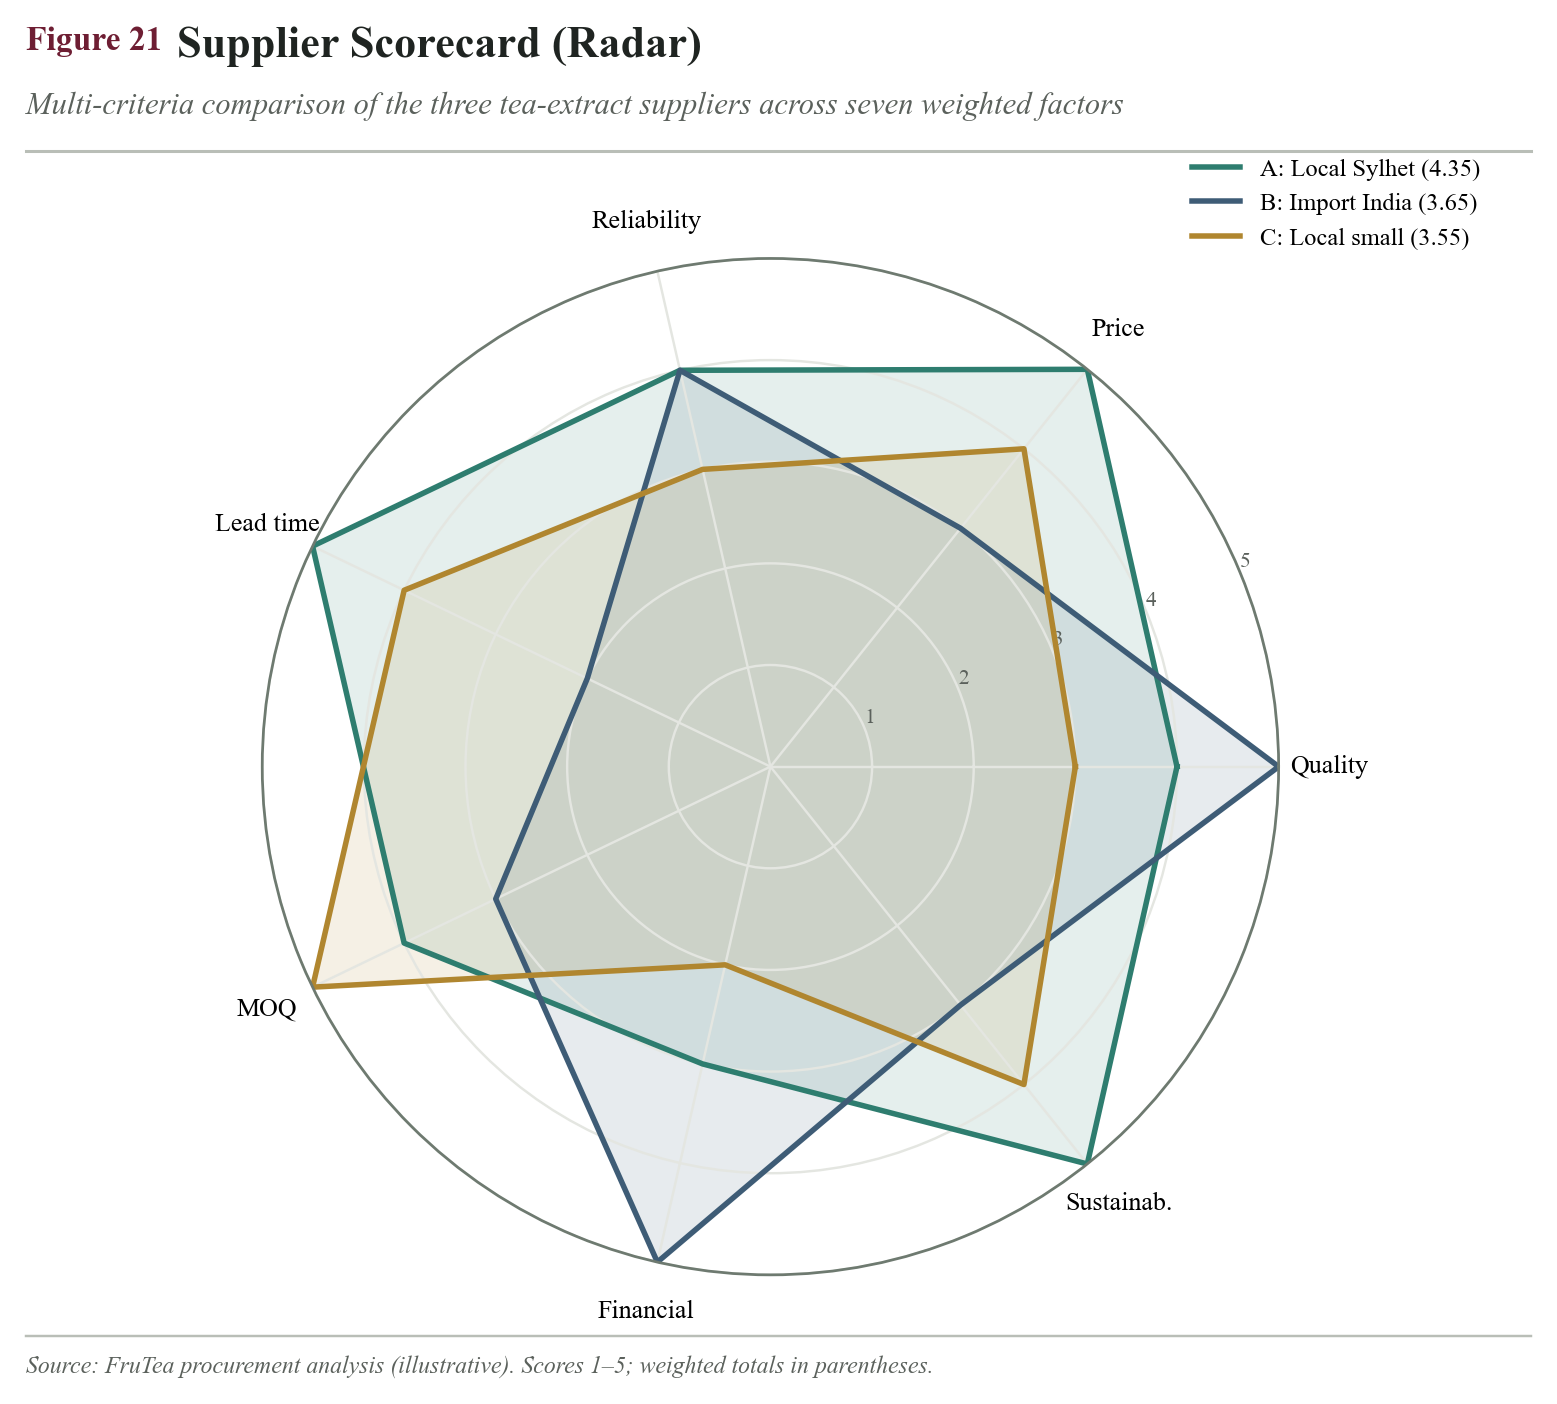 Figure 21 Supplier Scorecard (Radar)
Multi-criteria comparison of the three tea-extract suppliers across seven weighted factors
A: Local Sylhet (4.35)
B: Import India (3.65)
C: Local small (3.55)
Reliability
Price
Lead time
5
4
3
2
1
Quality
MOQ
Sustainab.
Financial
Source: FruTea procurement analysis (illustrative). Scores 1–5; weighted totals in parentheses.